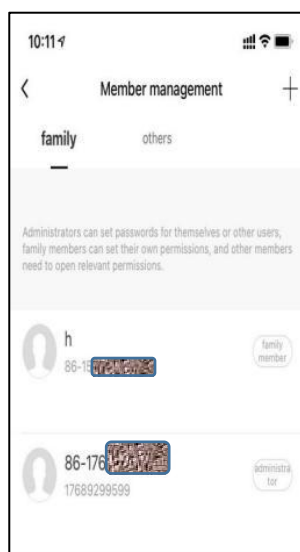 10:11
Member management
family
others
Administrators can set passwords for themselves or other users,
family members can set their own permissions, and other members
need to open relevant permissions.
h
86-15
family
member
86-176
17689299599
administra
tor